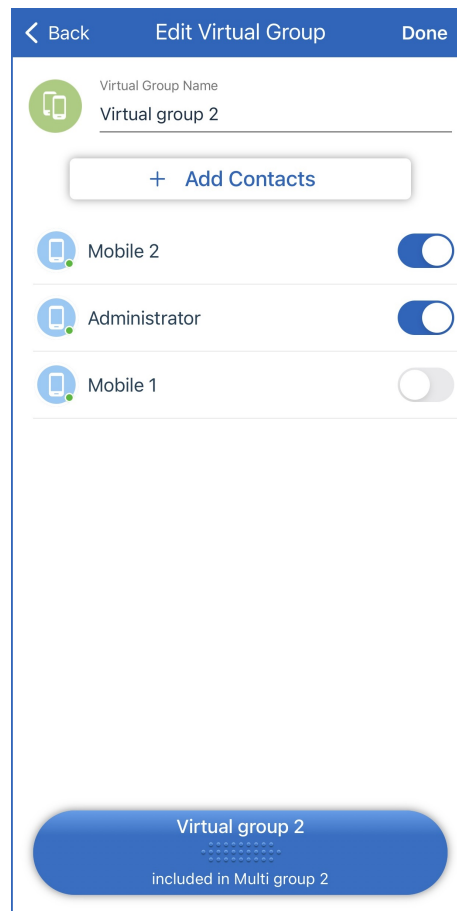 Back
Edit Virtual Group
Done
Virtual Group Name
Virtual group 2
+ Add Contacts
Mobile 2
Administrator
Mobile 1
Virtual group 2
included in Multi group 2